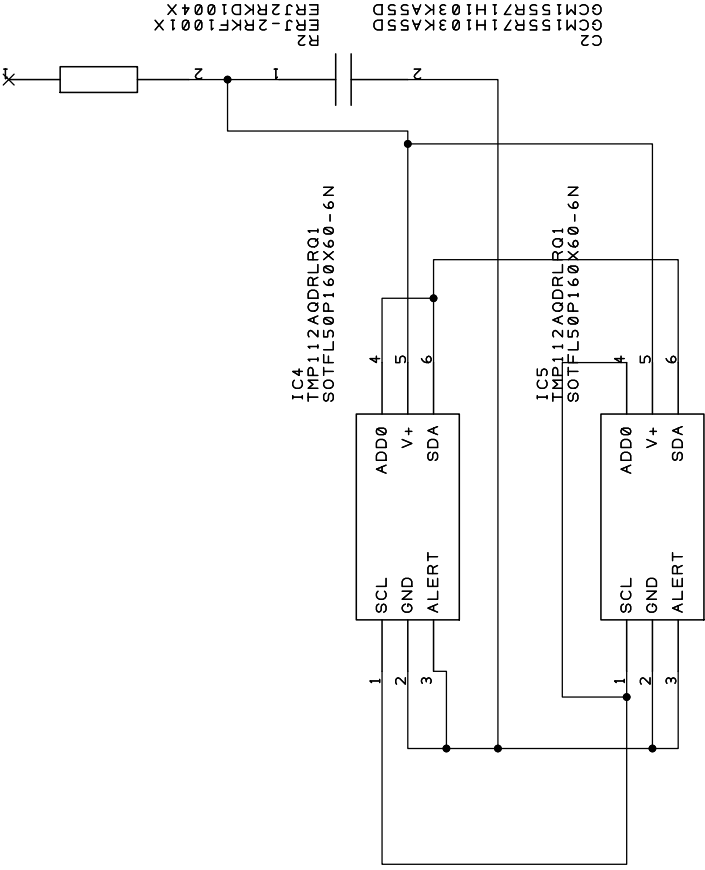 C2
GCM155R71H103KA55D
GCM155R71H103KA55D
R2
ERJ-2RKF1001X
ERJ2RKD1004X
1
2
1
2
IC4
TMP112AQDRLRQ1
SOTFL50P160X60-6N
4
5
6
ADD0
V+
SDA
SCL
GND
ALERT
1
2
3
IC5
TMP112AQDRLRQ1
SOTFL50P160X60-6N
4
5
6
ADD0
V+
SDA
SCL
GND
ALERT
1
2
3